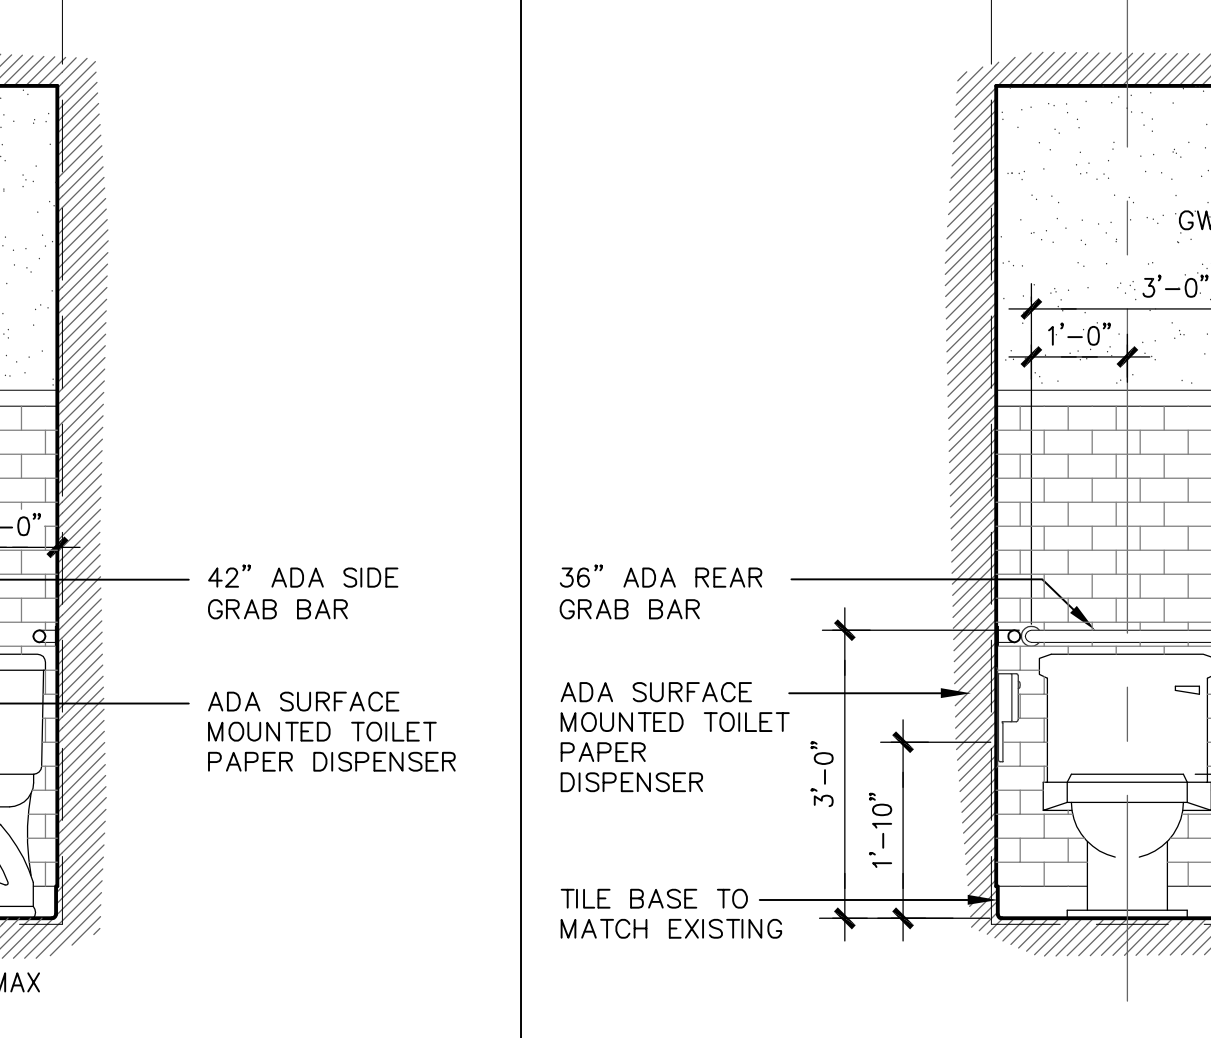 -0"
42" ADA SIDE
GRAB BAR
ADA SURFACE
MOUNTED TOILET
PAPER DISPENSER
MAX
GW
3'-0"
1'-0"
36" ADA REAR
GRAB BAR
ADA SURFACE
MOUNTED TOILET
PAPER
DISPENSER
3'-0"
1'-10"
TILE BASE TO
MATCH EXISTING